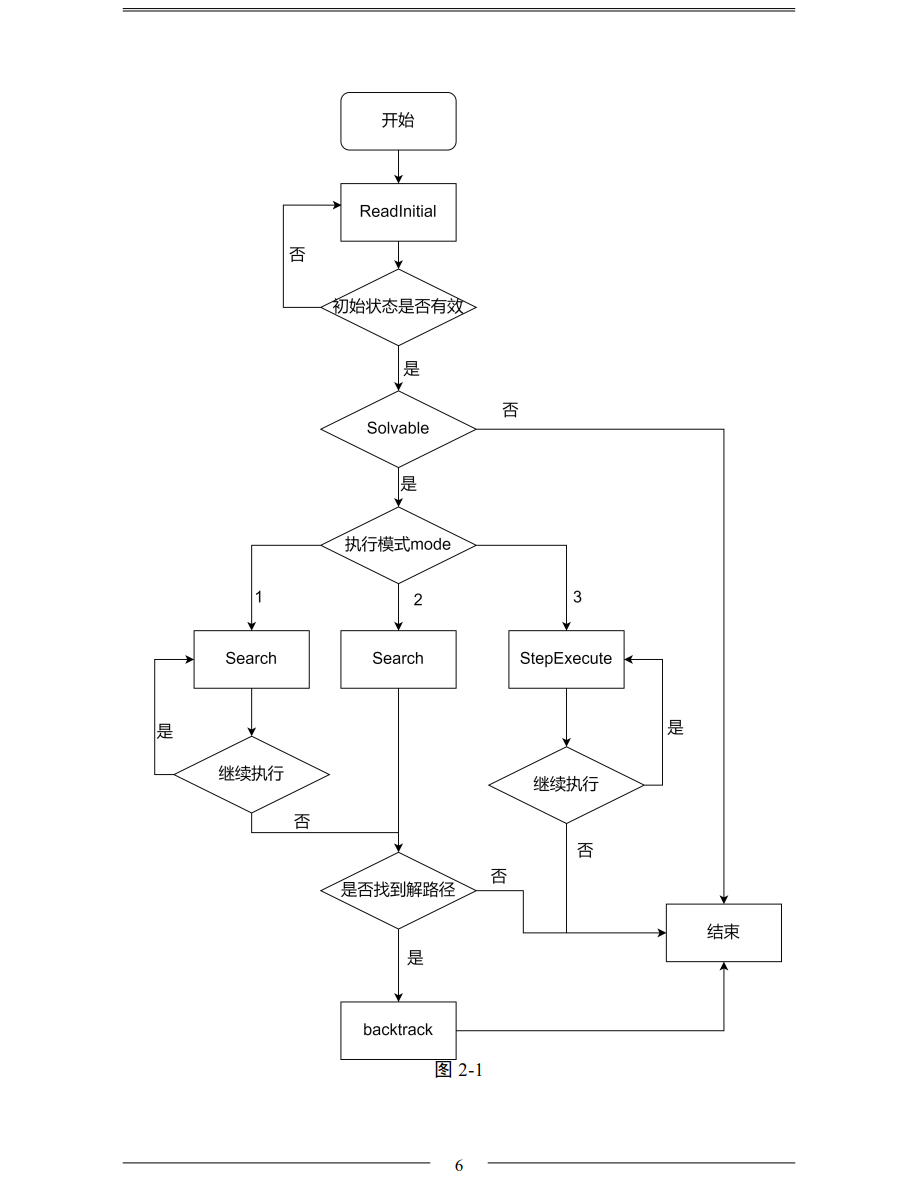 开始
ReadInitial
否
初始状态是否有效
是
Solvable
否
是
执行模式mode
1
2
3
Search
Search
StepExecute
是
继续执行
是
继续执行
否
否
是否找到解路径
否
结束
是
backtrack
图 2-1
6